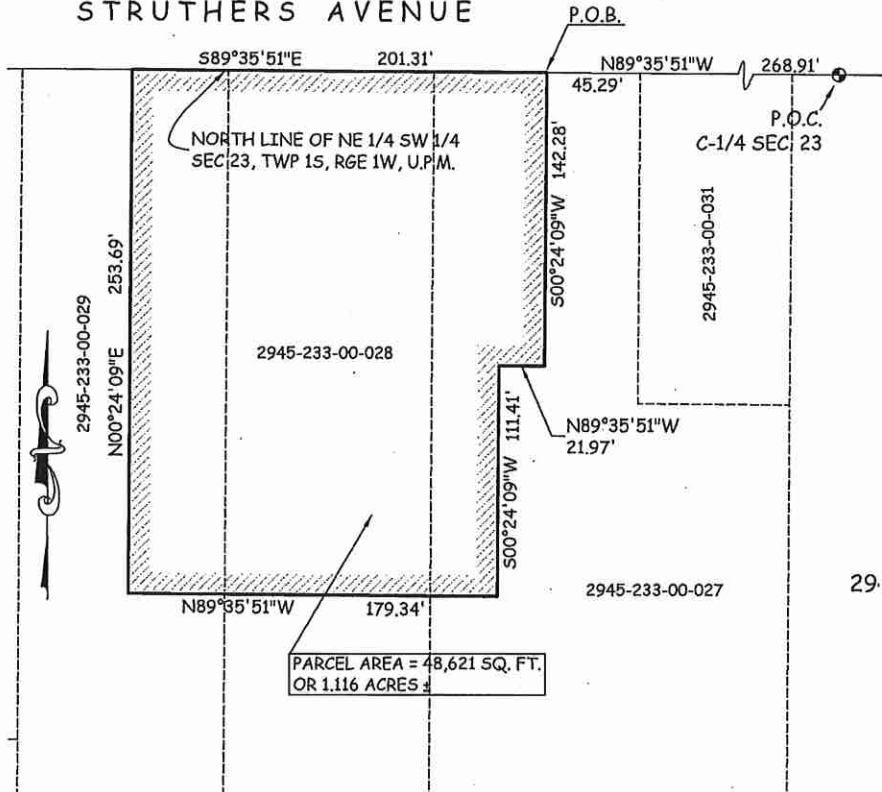 STRUTHERS AVENUE
P.O.B.
S89°35'51"E 201.31'
N89°35'51"W 268.91'
45.29'
P.O.C.
C-1/4 SEC. 23
NORTH LINE OF NE 1/4 SW 1/4
SEC 23, TWP 1S, RGE 1W, U.P.M.
S00°24'09"W 142.28'
2945-233-00-031
2945-233-00-029
N00°24'09"E 253.69'
2945-233-00-028
N89°35'51"W
21.97'
S00°24'09"W 111.41'
2945-233-00-027
29
N89°35'51"W 179.34'
PARCEL AREA = 48,621 SQ. FT.
OR 1.116 ACRES ±